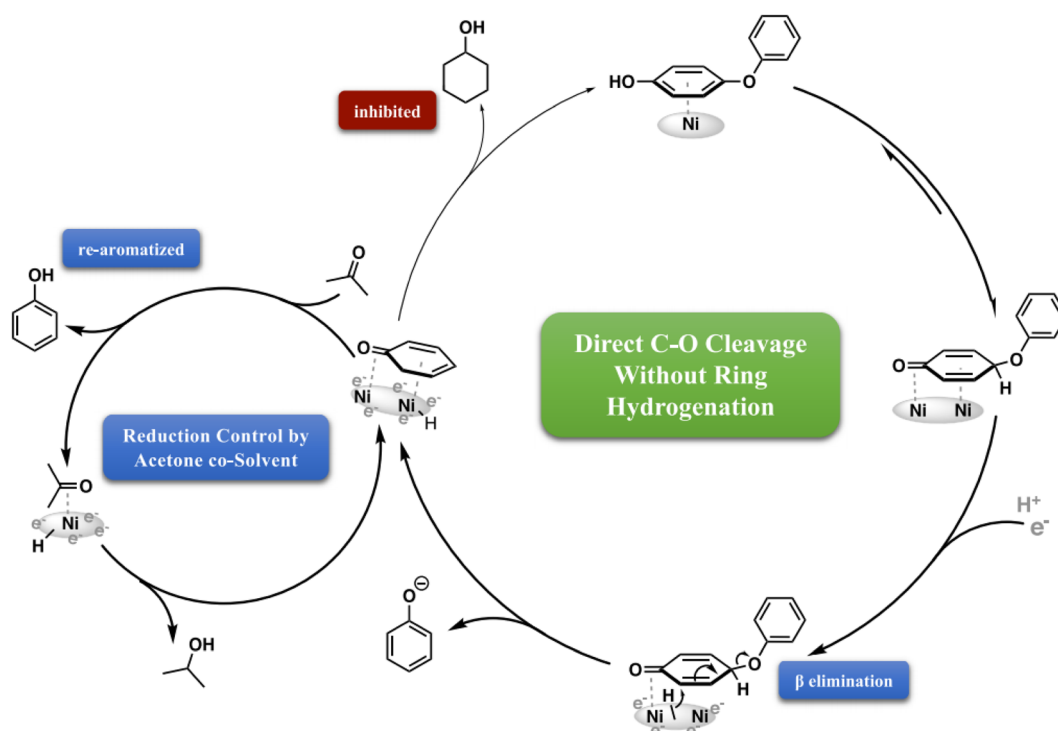 OH
inhibited
HO
O
Ni
re-aromatized
OH
O
O
O
H
Ni
Ni
O
e-
e-
Ni
Ni
e-
e-
e-
H
Direct C-O Cleavage
Without Ring
Hydrogenation
Reduction Control by
Acetone co-Solvent
O
e-
Ni
e-
e-
e-
H
H+
e-
OH
O⊖
O
O
H
H
e-
Ni
Ni
e-
e-
e-
β elimination